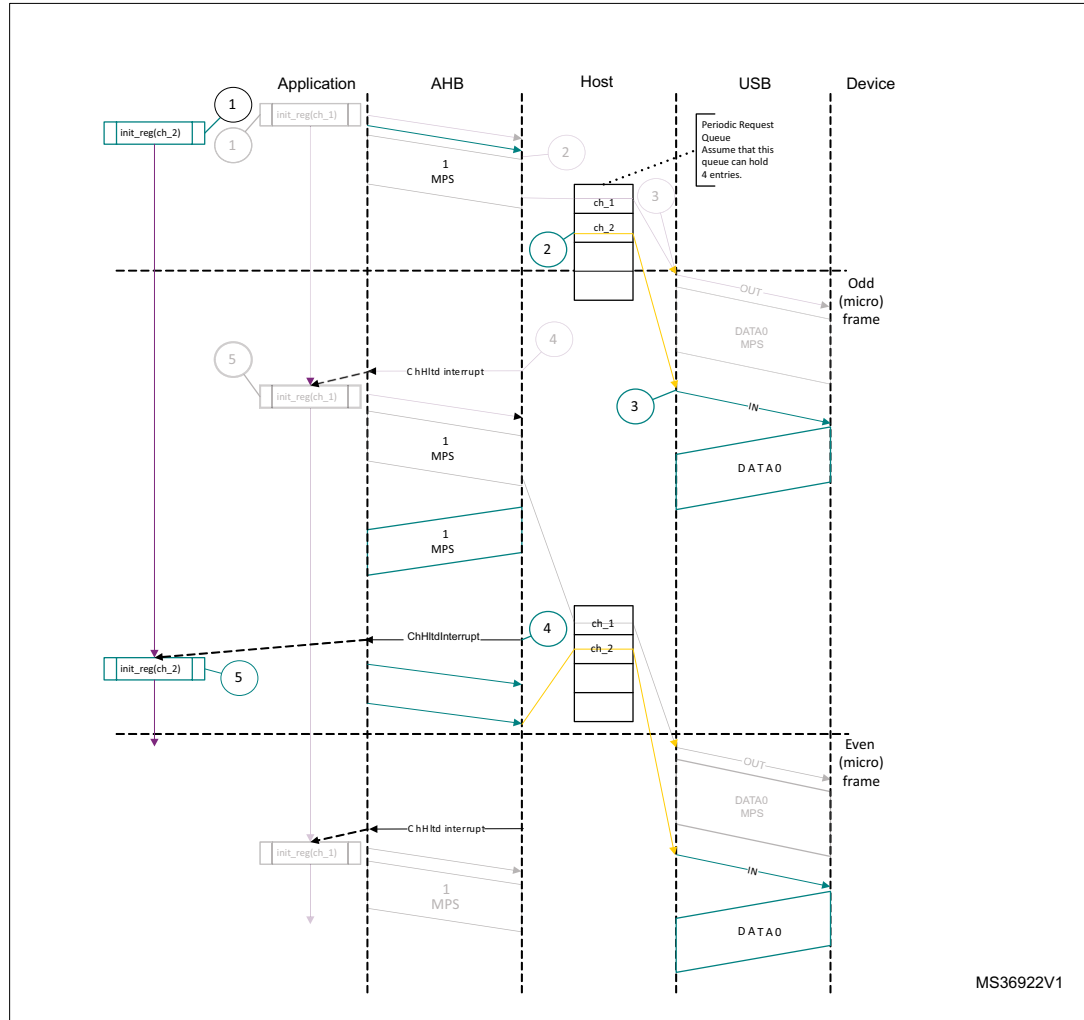 Application AHB Host USB Device
1
init_reg(ch_1)
init_reg(ch_2)
1
2
1
MPS
Periodic Request
Queue
Assume that this
queue can hold
4 entries.
3
ch_1
ch_2
2
Odd
(micro)
frame
OUT
DATA0
MPS
4
5
ChHltd interrupt
init_reg(ch_1)
3
IN
1
MPS
DATA0
1
MPS
ch_1
4
ChHltdInterrupt
ch_2
init_reg(ch_2)
5
Even
(micro)
frame
OUT
DATA0
MPS
ChHltd interrupt
init_reg(ch_1)
IN
1
MPS
DATA0
MS36922V1